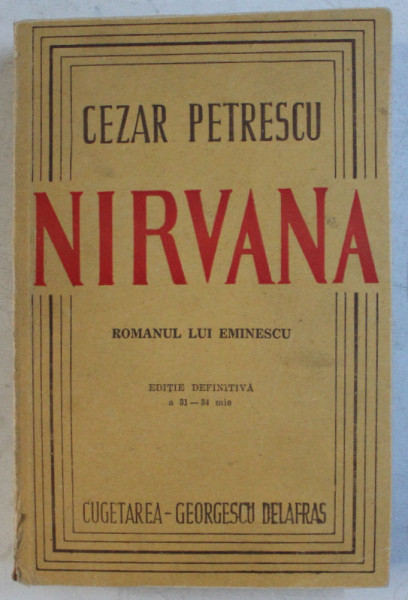 CEZAR PETRESCU
NIRVANA
ROMANUL LUI EMINESCU
EDIȚIE DEFINITIVĂ
a 31—34 mie
CUGETAREA - GEORGESCU DELAFRAS